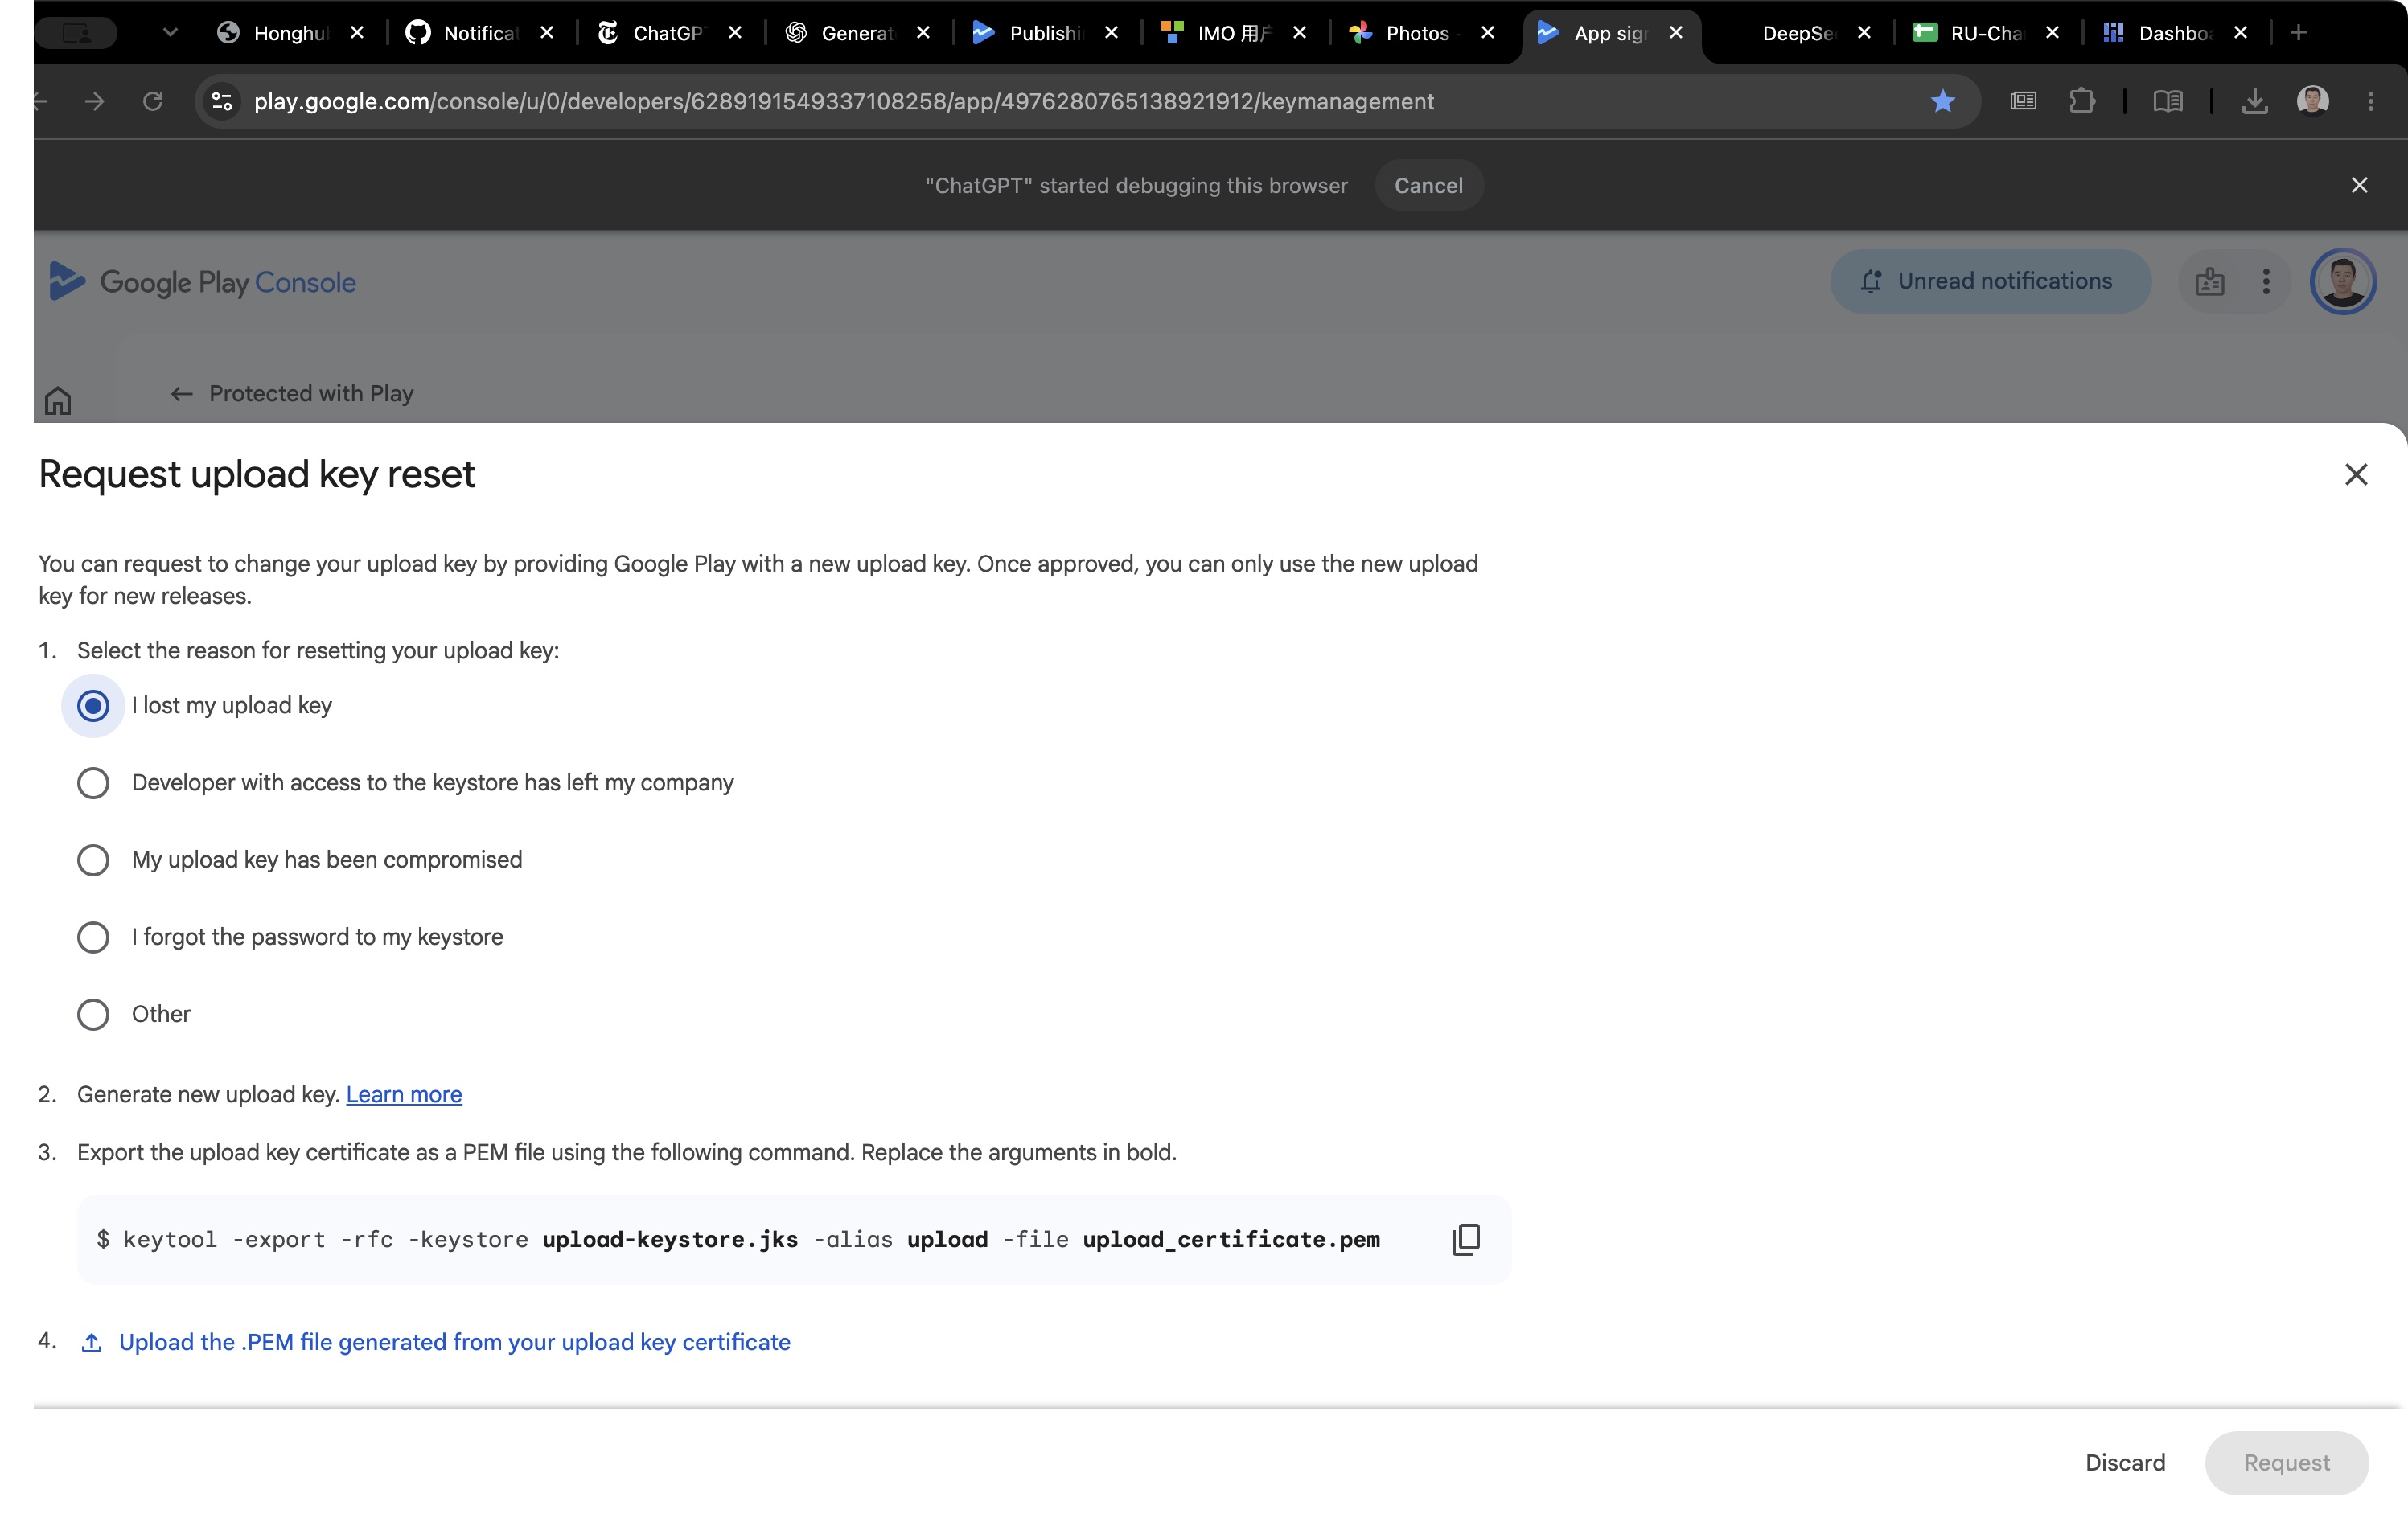 Honghu
Notificat
ChatGP
Generat
Publishi
IMO 用户
Photos -
App sig
DeepSe
RU-Cha
Dashbo
play.google.com/console/u/0/developers/6289191549337108258/app/4976280765138921912/keymanagement
"ChatGPT" started debugging this browser
Cancel
Google Play Console
Unread notifications
Protected with Play
Request upload key reset
You can request to change your upload key by providing Google Play with a new upload key. Once approved, you can only use the new upload
key for new releases.
1. Select the reason for resetting your upload key:
I lost my upload key
Developer with access to the keystore has left my company
My upload key has been compromised
I forgot the password to my keystore
Other
2. Generate new upload key. Learn more
3. Export the upload key certificate as a PEM file using the following command. Replace the arguments in bold.
$ keytool -export -rfc -keystore upload-keystore.jks -alias upload -file upload_certificate.pem
4. Upload the .PEM file generated from your upload key certificate
Discard
Request